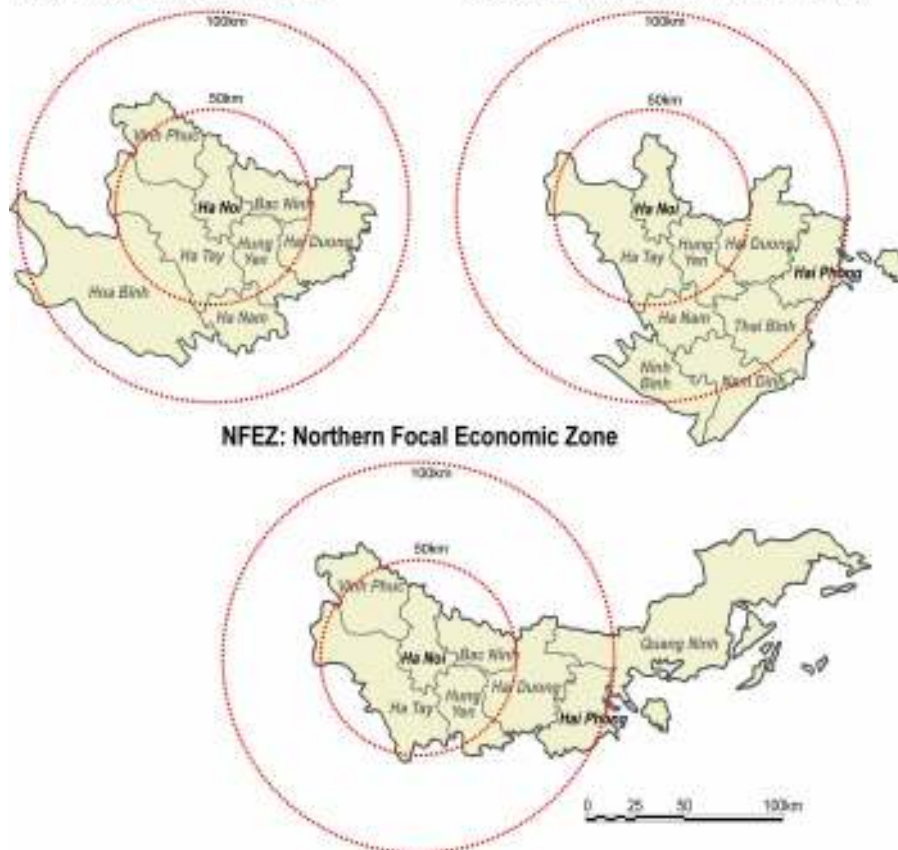 100km
50km
Vinh Phuc
Ha Noi
Bac Ninh
Ha Tay
Hung
Yen
Hai Duong
Hoa Binh
Ha Nam
100km
50km
Ha Noi
Ha Tay
Hung
Yen
Hai Duong
Hai Phong
Ha Nam
Thai Binh
Ninh
Binh
Nam Dinh
NFEZ: Northern Focal Economic Zone
100km
50km
Vinh Phuc
Ha Noi
Bac Ninh
Quang Ninh
Ha Tay
Hung
Yen
Hai Duong
Hai Phong
0 25 50 100km